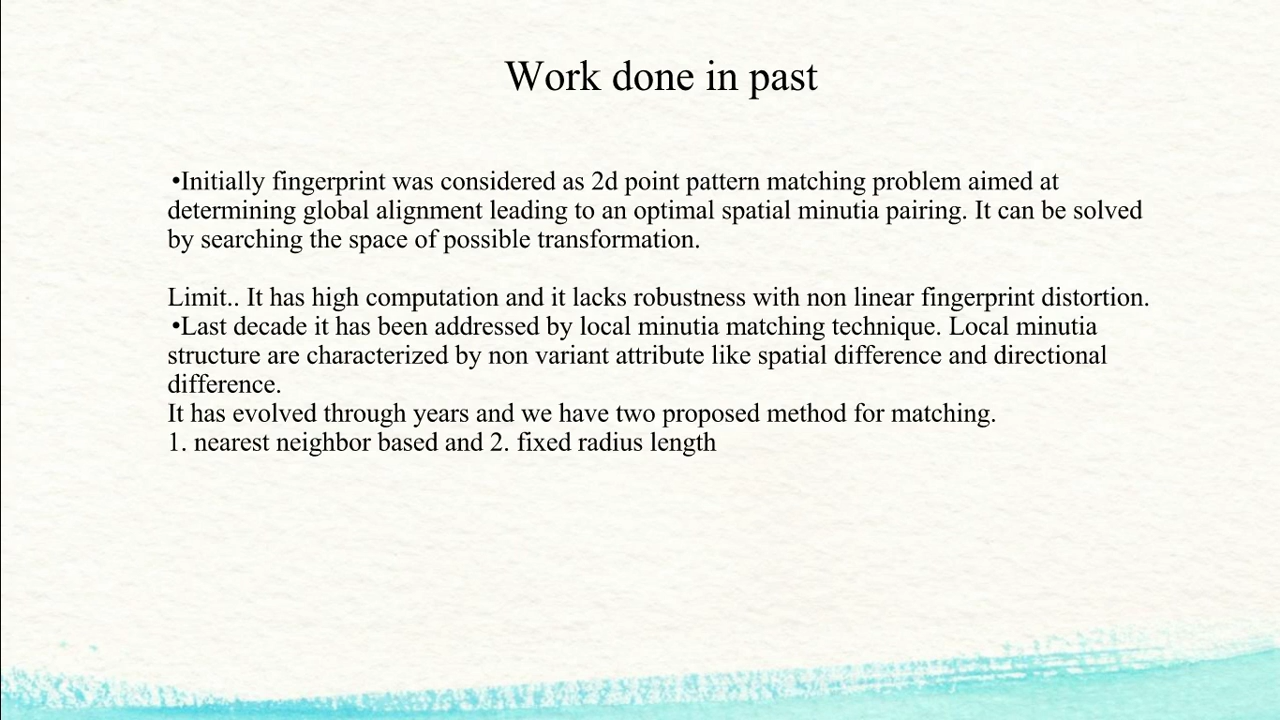 Work done in past
•Initially fingerprint was considered as 2d point pattern matching problem aimed at
determining global alignment leading to an optimal spatial minutia pairing. It can be solved
by searching the space of possible transformation.
Limit.. It has high computation and it lacks robustness with non linear fingerprint distortion.
•Last decade it has been addressed by local minutia matching technique. Local minutia
structure are characterized by non variant attribute like spatial difference and directional
difference.
It has evolved through years and we have two proposed method for matching.
1. nearest neighbor based and 2. fixed radius length